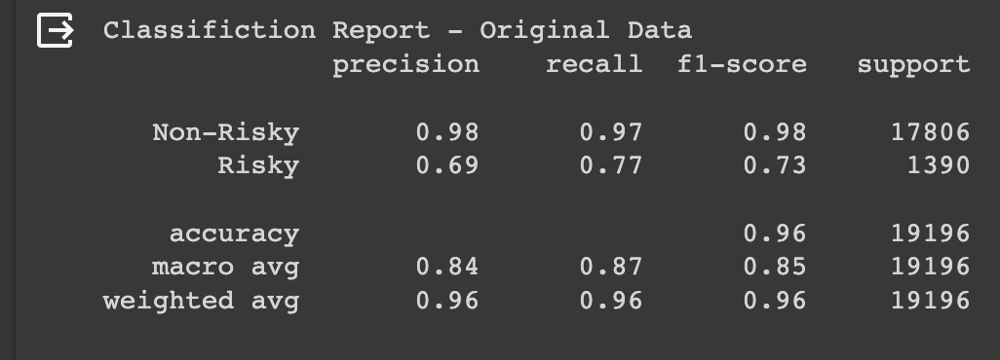 Classifiction Report - Original Data
precision recall f1-score support
Non-Risky 0.98 0.97 0.98 17806
Risky 0.69 0.77 0.73 1390
accuracy 0.96 19196
macro avg 0.84 0.87 0.85 19196
weighted avg 0.96 0.96 0.96 19196